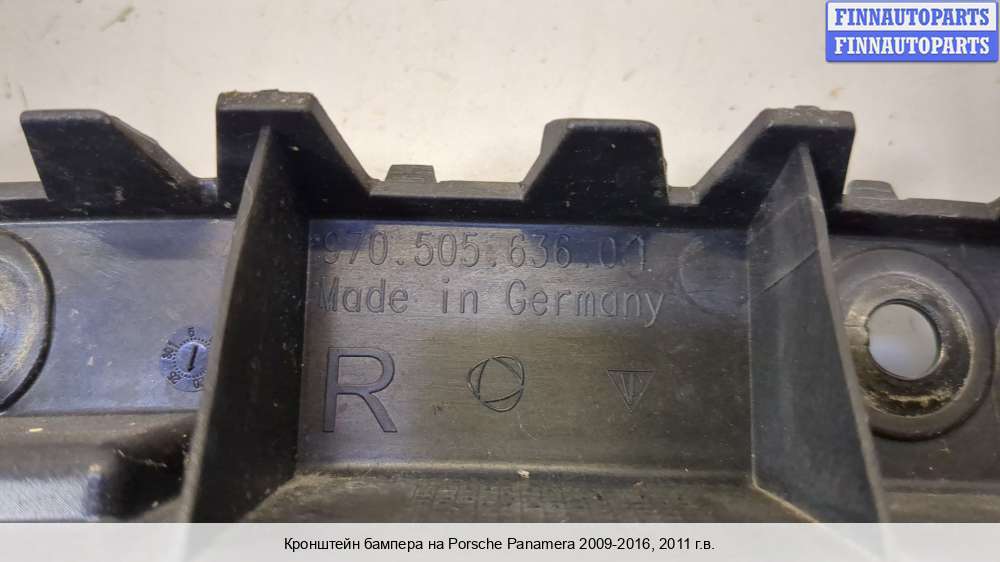 FINNAUTOPARTS
FINNAUTOPARTS
970.505.636.01
Made in Germany
R
Кронштейн бампера на Porsche Panamera 2009-2016, 2011 г.в.